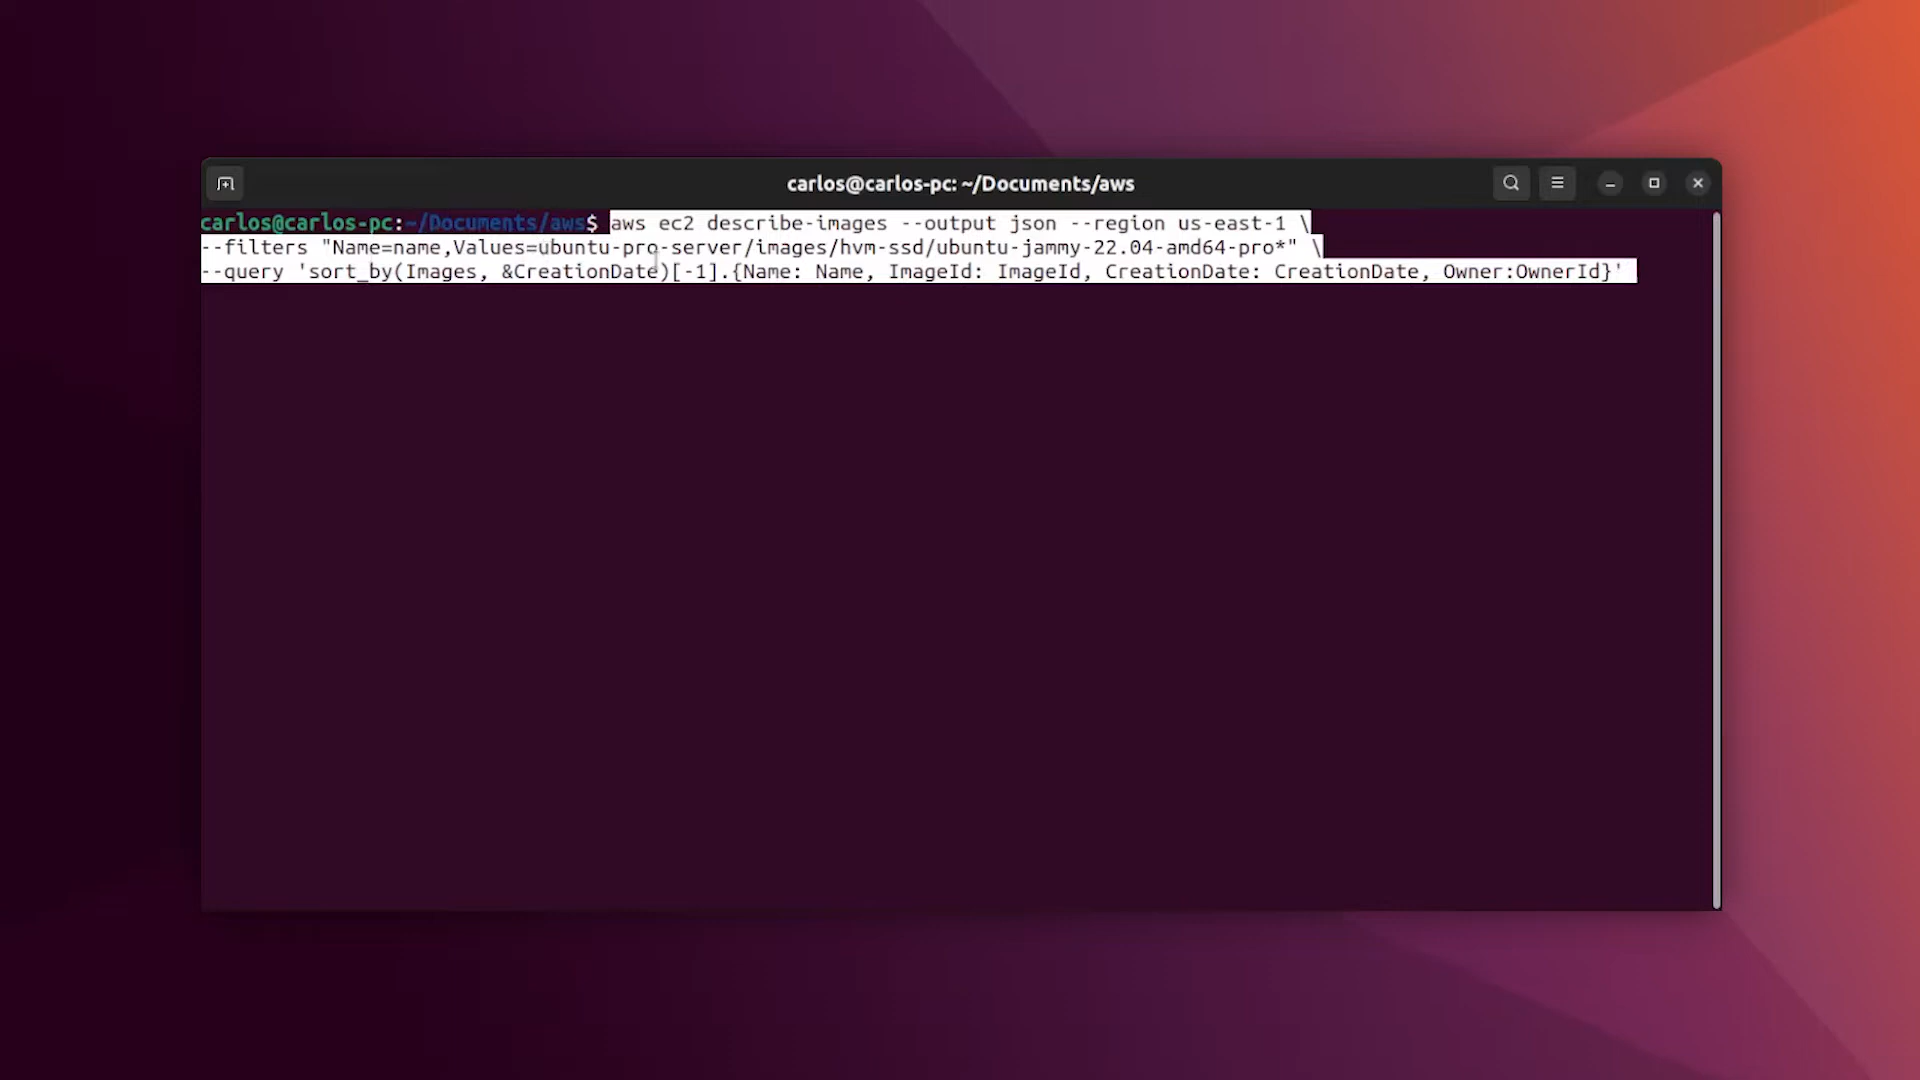 carlos@carlos-pc: ~/Documents/aws
carlos@carlos-pc:~/Documents/aws$ aws ec2 describe-images --output json --region us-east-1 \
--filters "Name=name,Values=ubuntu-pro-server/images/hvm-ssd/ubuntu-jammy-22.04-amd64-pro*" \
--query 'sort_by(Images, &CreationDate)[-1].{Name: Name, ImageId: ImageId, CreationDate: CreationDate, Owner:OwnerId}'